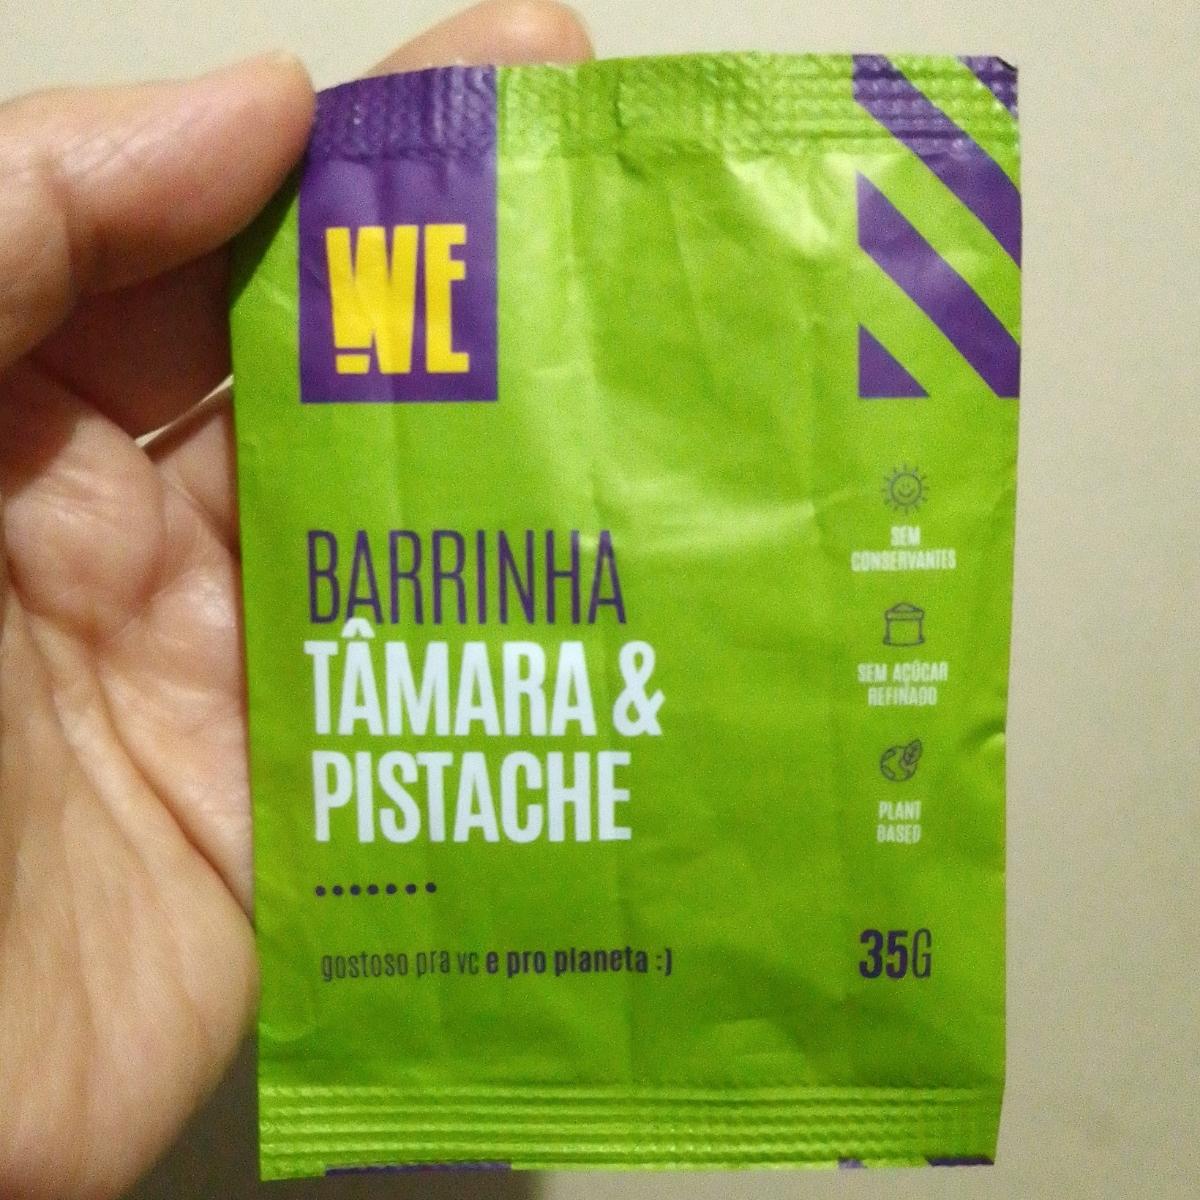 WE
BARRINHA
TÂMARA &
PISTACHE
gostoso pra vc e pro planeta :)
SEM
CONSERVANTES
SEM AÇÚCAR
REFINADO
PLANT
BASED
35G